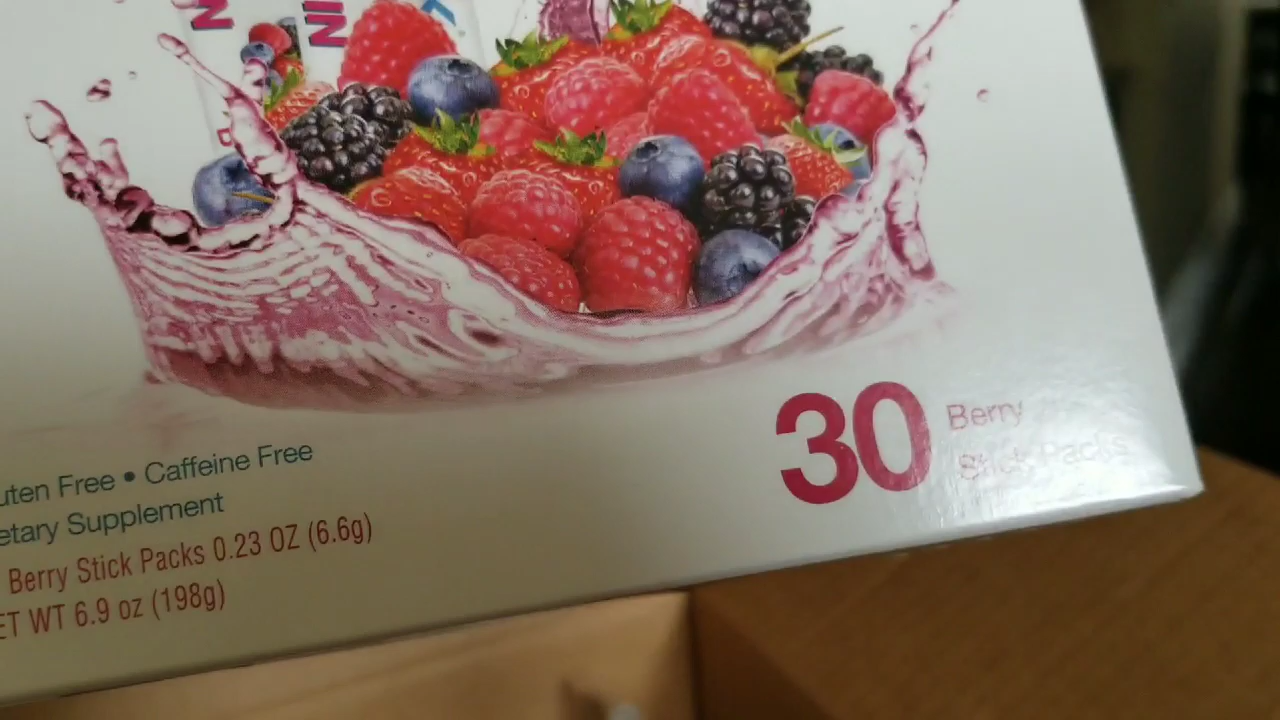 30 Berry
Stick Packs
uten Free • Caffeine Free
etary Supplement
Berry Stick Packs 0.23 OZ (6.6g)
ET WT 6.9 oz (198g)